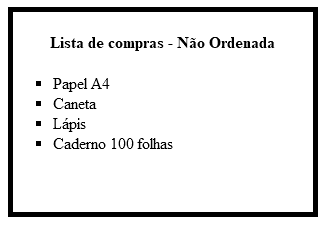 Lista de compras - Não Ordenada
▪ Papel A4
▪ Caneta
▪ Lápis
▪ Caderno 100 folhas